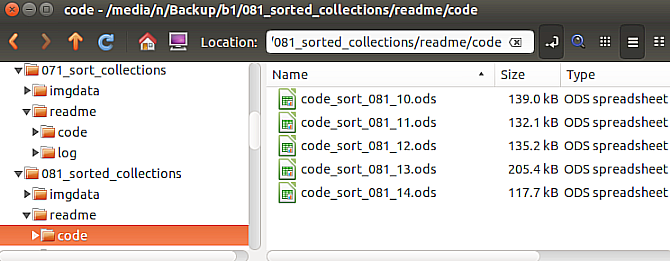 code - /media/n/Backup/b1/081_sorted_collections/readme/code
Location: '081_sorted_collections/readme/code
071_sort_collections
imgdata
readme
code
log
081_sorted_collections
imgdata
readme
code
Name Size Type
code_sort_081_10.ods 139.0 kB ODS spreadsheet
code_sort_081_11.ods 132.1 kB ODS spreadsheet
code_sort_081_12.ods 135.2 kB ODS spreadsheet
code_sort_081_13.ods 205.4 kB ODS spreadsheet
code_sort_081_14.ods 117.7 kB ODS spreadsheet